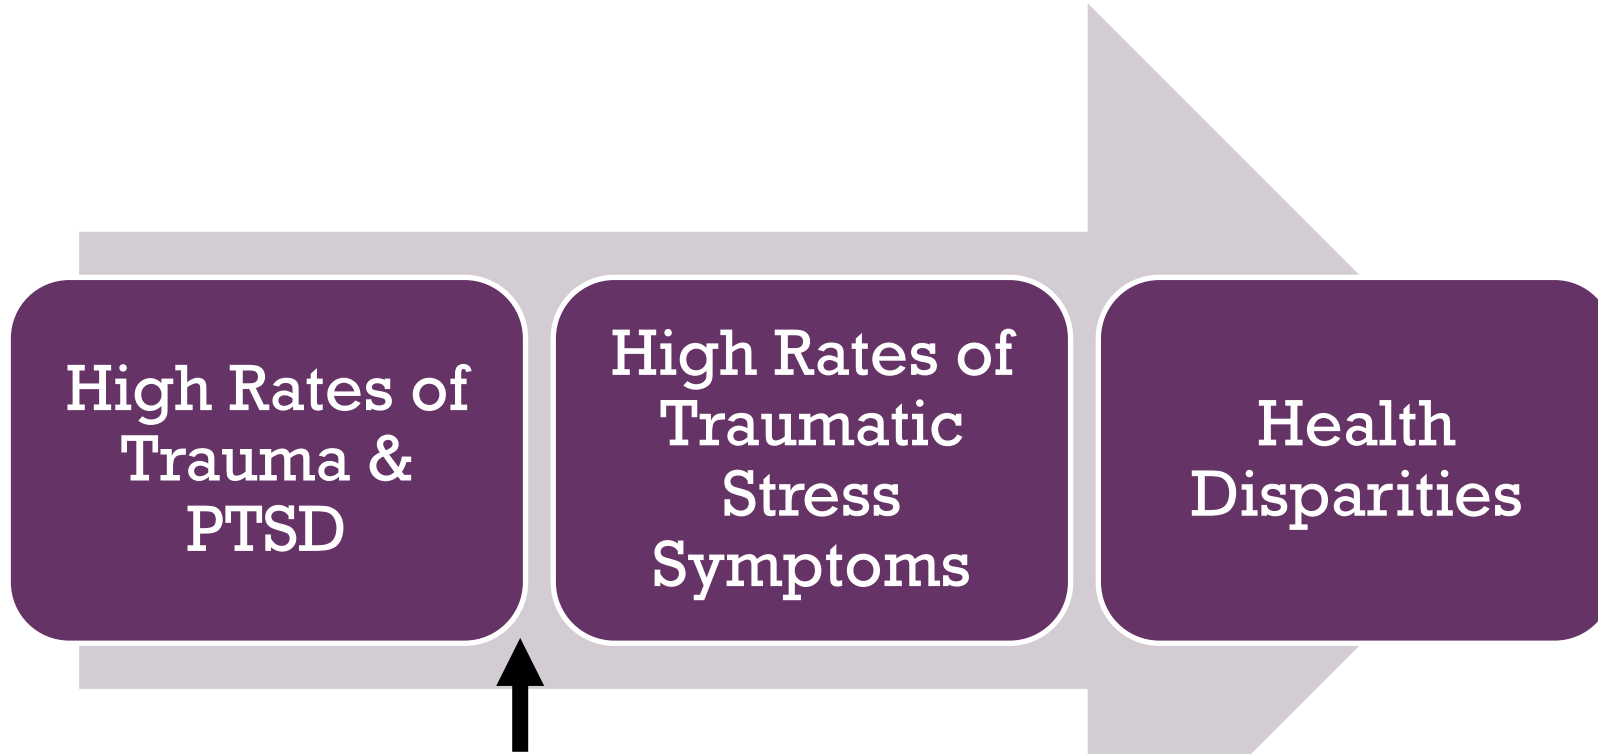 High Rates of
Trauma &
PTSD
High Rates of
Traumatic
Stress
Symptoms
Health
Disparities